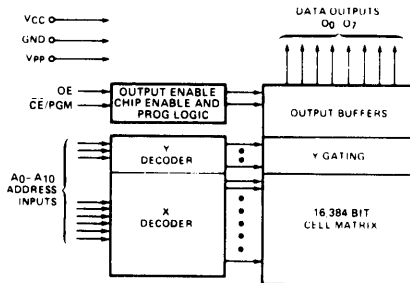 DATA OUTPUTS
O0 O7
VCC
GND
VPP
OE
CE/PGM
OUTPUT ENABLE
CHIP ENABLE AND
PROG LOGIC
OUTPUT BUFFERS
Y
DECODER
Y GATING
A0-A10
ADDRESS
INPUTS
X
DECODER
16,384 BIT
CELL MATRIX